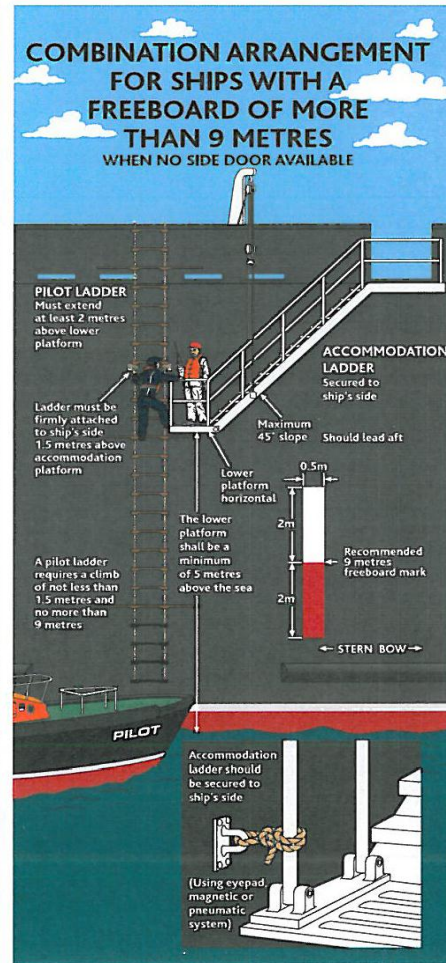 COMBINATION ARRANGEMENT
FOR SHIPS WITH A
FREEBOARD OF MORE
THAN 9 METRES
WHEN NO SIDE DOOR AVAILABLE
PILOT LADDER
Must extend
at least 2 metres
above lower
platform
Ladder must be
firmly attached
to ship's side
1.5 metres above
accommodation
platform
ACCOMMODATION
LADDER
Secured to
ship's side
Maximum
45° slope
Should lead aft
Lower
platform
horizontal
0.5m
2m
2m
Recommended
9 metres
freeboard mark
STERN BOW
The lower
platform
shall be a
minimum
of 5 metres
above the sea
A pilot ladder
requires a climb
of not less than
1.5 metres and
no more than
9 metres
PILOT
Accommodation
ladder should
be secured to
ship's side
(Using eyepad,
magnetic or
pneumatic
system)